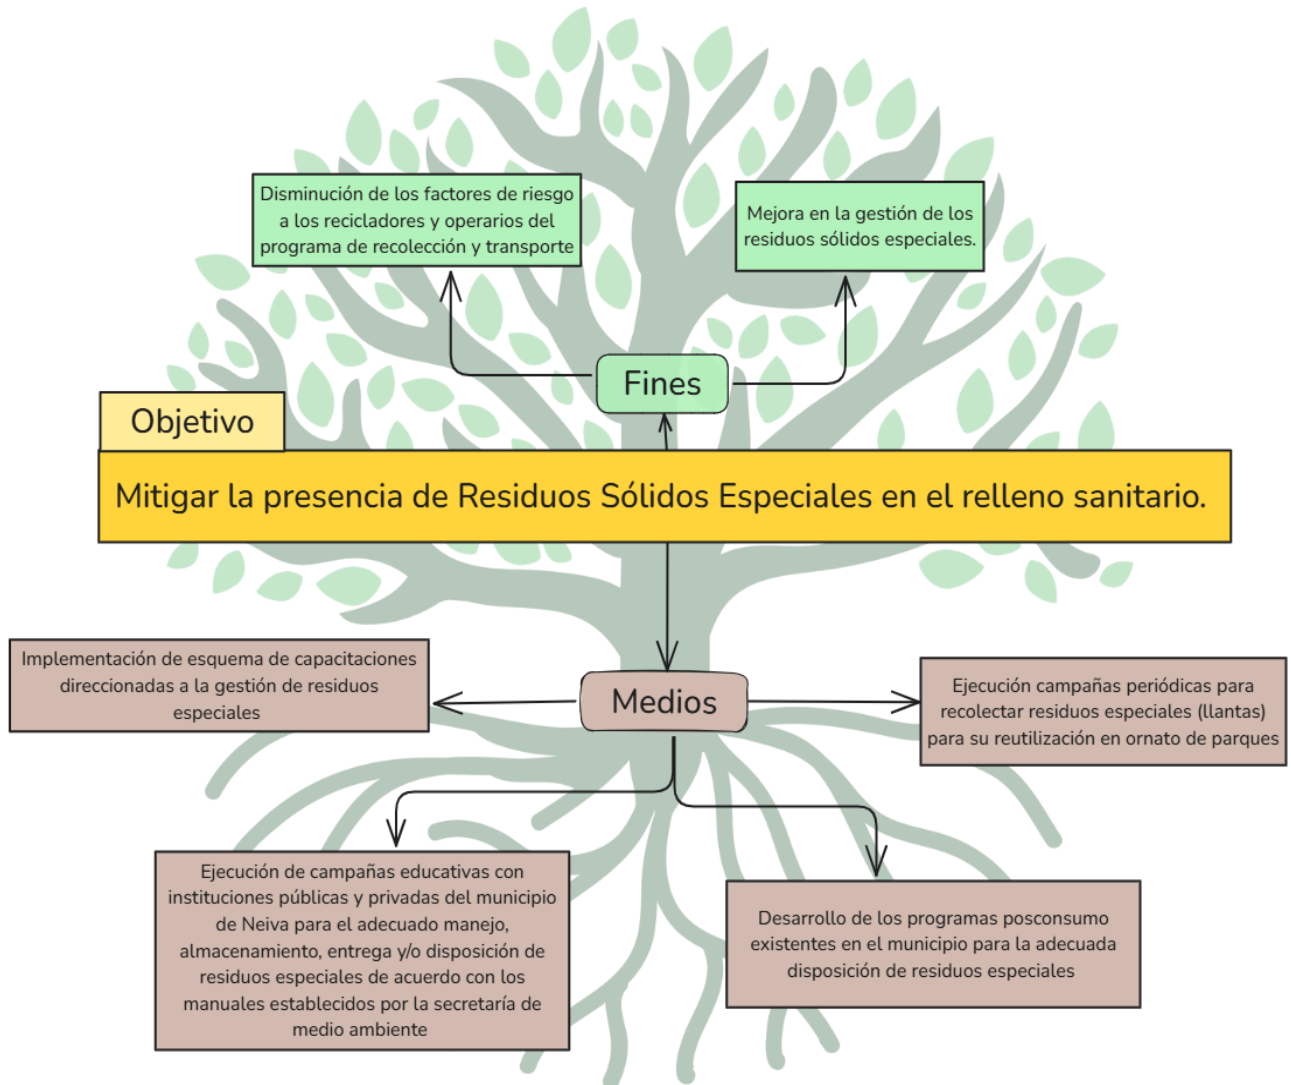 Disminución de los factores de riesgo
a los recicladores y operarios del
programa de recolección y transporte
Mejora en la gestión de los
residuos sólidos especiales.
Fines
Objetivo
Mitigar la presencia de Residuos Sólidos Especiales en el relleno sanitario.
Implementación de esquema de capacitaciones
direccionadas a la gestión de residuos
especiales
Medios
Ejecución campañas periódicas para
recolectar residuos especiales (llantas)
para su reutilización en ornato de parques
Ejecución de campañas educativas con
instituciones públicas y privadas del municipio
de Neiva para el adecuado manejo,
almacenamiento, entrega y/o disposición de
residuos especiales de acuerdo con los
manuales establecidos por la secretaría de
medio ambiente
Desarrollo de los programas posconsumo
existentes en el municipio para la adecuada
disposición de residuos especiales